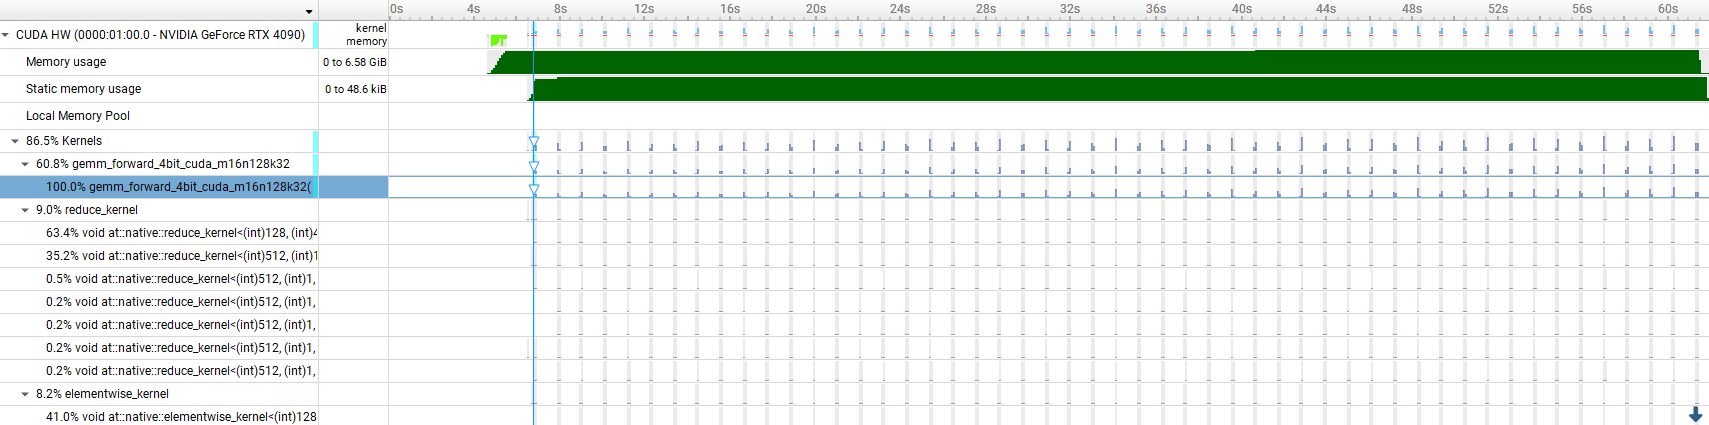 0s 4s 8s 12s 16s 20s 24s 28s 32s 36s 40s 44s 48s 52s 56s 60s
CUDA HW (0000:01:00.0 - NVIDIA GeForce RTX 4090) kernel
memory
Memory usage 0 to 6.58 GiB
Static memory usage 0 to 48.6 kiB
Local Memory Pool
86.5% Kernels
60.8% gemm_forward_4bit_cuda_m16n128k32
100.0% gemm_forward_4bit_cuda_m16n128k32(
9.0% reduce_kernel
63.4% void at::native::reduce_kernel<(int)128, (int)4
35.2% void at::native::reduce_kernel<(int)512, (int)1
0.5% void at::native::reduce_kernel<(int)512, (int)1,
0.2% void at::native::reduce_kernel<(int)512, (int)1,
0.2% void at::native::reduce_kernel<(int)512, (int)1,
0.2% void at::native::reduce_kernel<(int)512, (int)1,
0.2% void at::native::reduce_kernel<(int)512, (int)1,
8.2% elementwise_kernel
41.0% void at::native::elementwise_kernel<(int)128